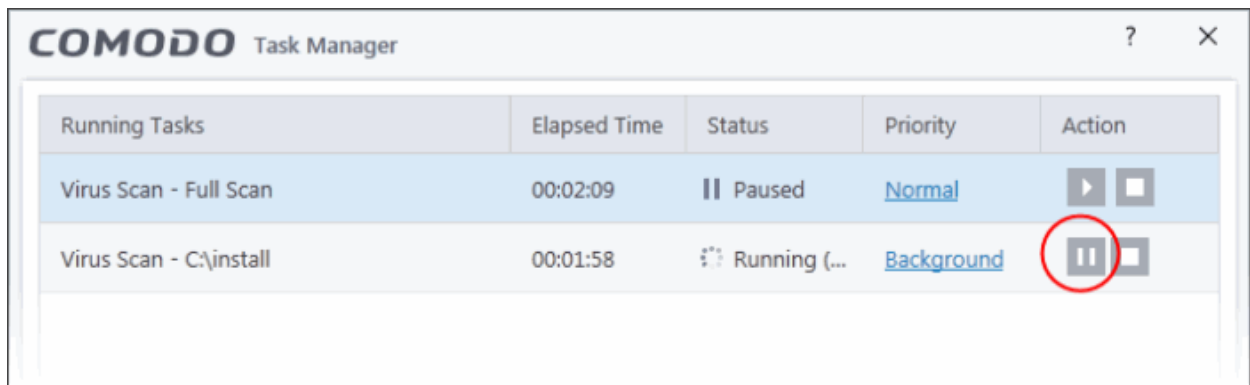 COMODO Task Manager ?
Running Tasks Elapsed Time Status Priority Action
Virus Scan - Full Scan 00:02:09 Paused Normal
Virus Scan - C:\install 00:01:58 Running (... Background